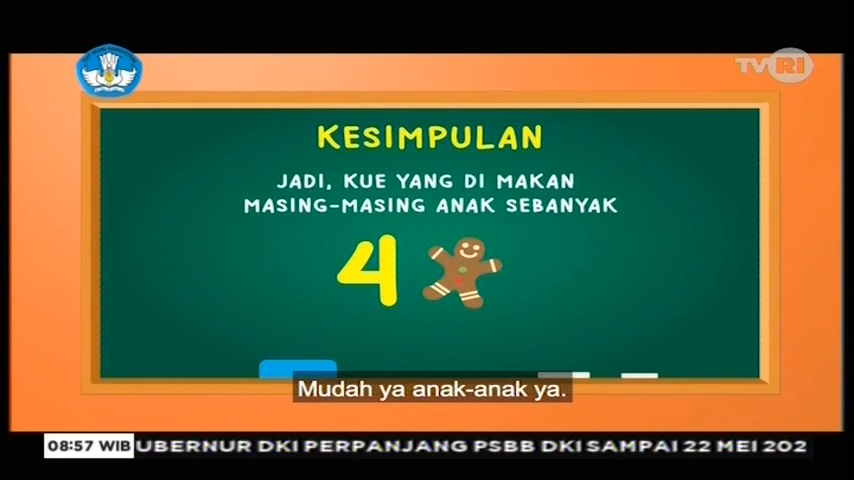 TVRI
KESIMPULAN
JADI, KUE YANG DI MAKAN
MASING-MASING ANAK SEBANYAK
4
Mudah ya anak-anak ya.
08:57 WIB UBERNUR DKI PERPANJANG PSBB DKI SAMPAI 22 MEI 202